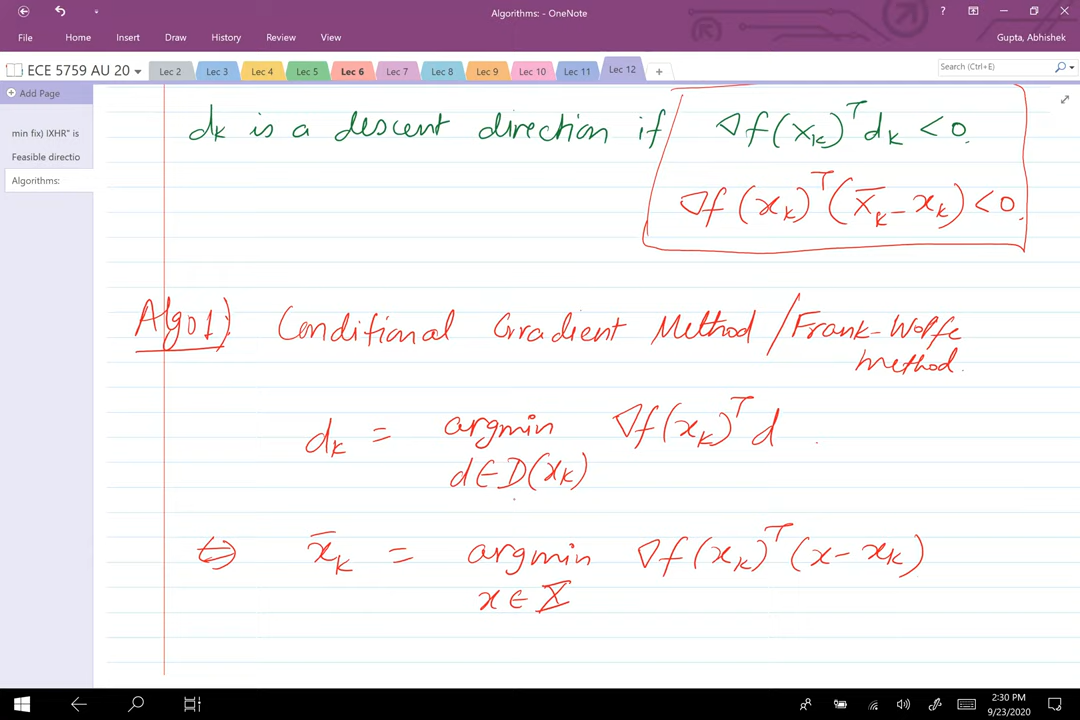 Algorithms: - OneNote
File Home Insert Draw History Review View
Gupta, Abhishek
ECE 5759 AU 20
Lec 2 Lec 3 Lec 4 Lec 5 Lec 6 Lec 7 Lec 8 Lec 9 Lec 10 Lec 11 Lec 12 +
Search (Ctrl+E)
Add Page
min f(x) IXHR" is
Feasible directio
Algorithms:
dₖ is a descent direction if ∇f(xₖ)ᵀdₖ < 0.
∇f(xₖ)ᵀ(x̄ₖ - xₖ) < 0.
Algo1) Conditional Gradient Method / Frank-Wolfe
method.
dₖ = argmin ∇f(xₖ)ᵀd.
d∈D(xₖ)
⇔ x̄ₖ = argmin ∇f(xₖ)ᵀ(x - xₖ)
x∈X
2:30 PM
9/23/2020